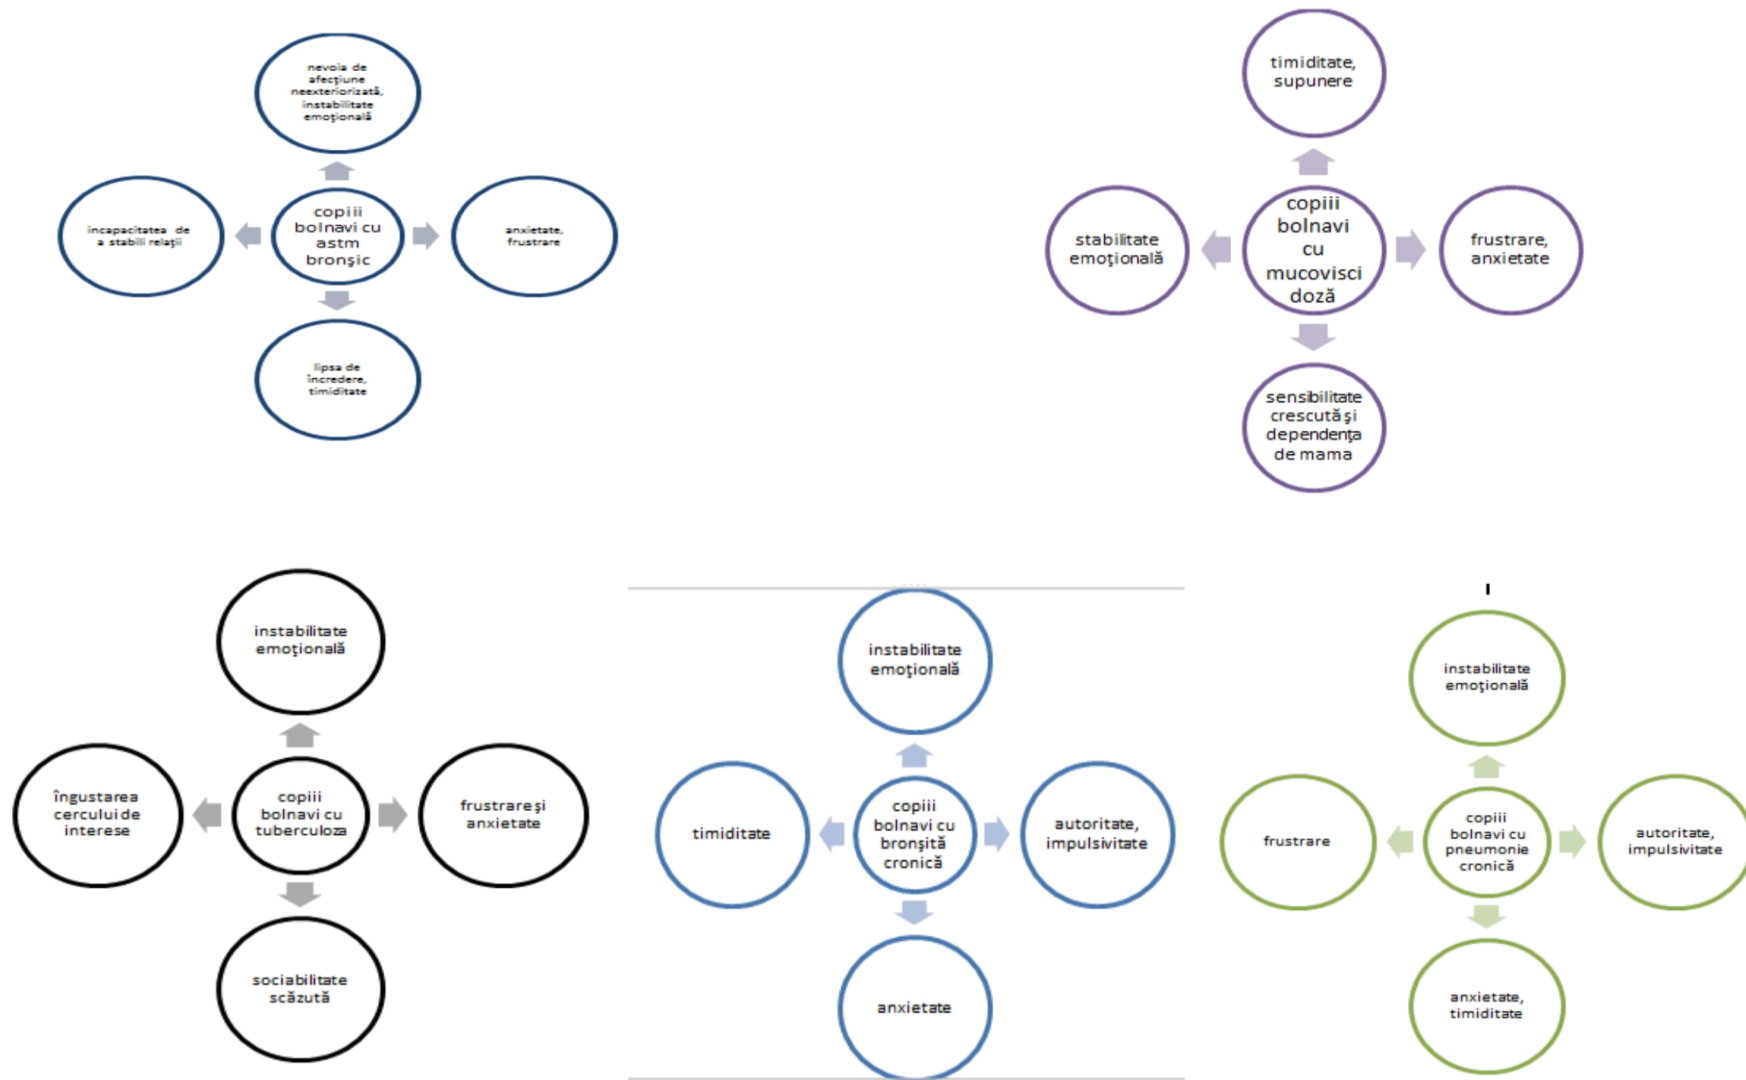 nevoia de
afecţiune
neexteriorizată,
instabilitate
emoţională
incapacitatea de
a stabili relaţii
copiii
bolnavi cu
astm
bronşic
anxietate,
frustrare
lipsa de
încredere,
timiditate
timiditate,
supunere
stabilitate
emoţională
copiii
bolnavi
cu
mucovisci
doză
frustrare,
anxietate
sensibilitate
crescută şi
dependenţa
de mama
instabilitate
emoţională
îngustarea
cercului de
interese
copiii
bolnavi cu
tuberculoza
frustrare şi
anxietate
sociabilitate
scăzută
instabilitate
emoţională
timiditate
copiii
bolnavi cu
bronşită
cronică
autoritate,
impulsivitate
anxietate
instabilitate
emoţională
frustrare
copiii
bolnavi cu
pneumonie
cronică
autoritate,
impulsivitate
anxietate,
timiditate